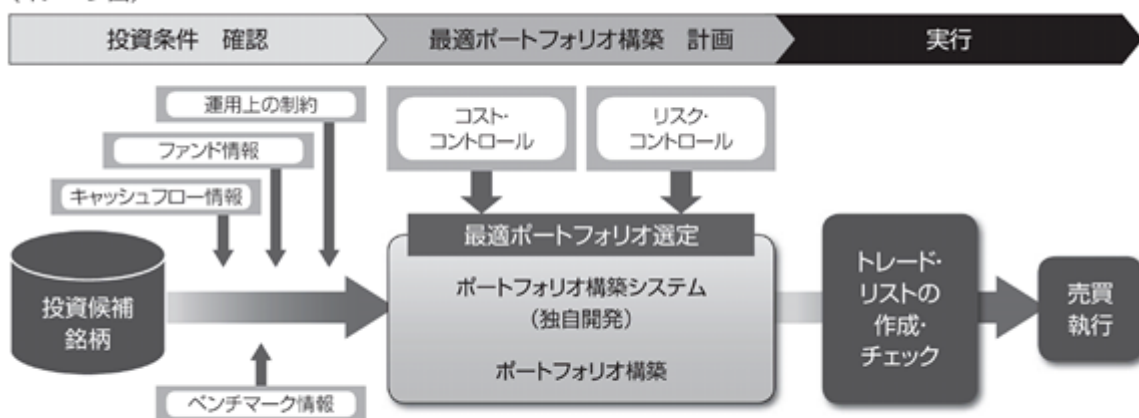 投資条件　確認
最適ポートフォリオ構築　計画
実行
運用上の制約
ファンド情報
キャッシュフロー情報
コスト・
コントロール
リスク・
コントロール
投資候補
銘柄
最適ポートフォリオ選定
ポートフォリオ構築システム
（独自開発）
ポートフォリオ構築
トレード・
リストの
作成・
チェック
売買
執行
ベンチマーク情報